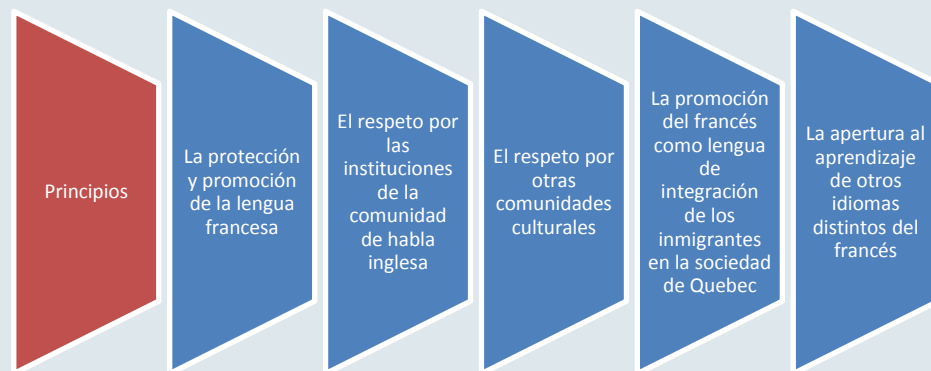 Principios
La protección
y promoción
de la lengua
francesa
El respeto por
las
instituciones
de la
comunidad
de habla
inglesa
El respeto por
otras
comunidades
culturales
La promoción
del francés
como lengua
de
integración
de los
inmigrantes
en la sociedad
de Quebec
La apertura al
aprendizaje
de otros
idiomas
distintos del
francés